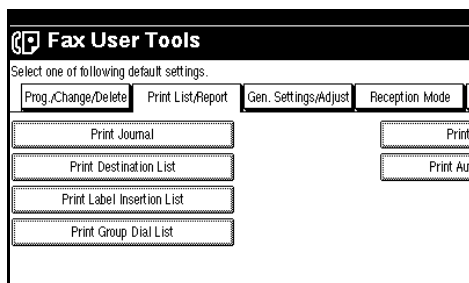 Fax User Tools
Select one of following default settings.
Prog./Change/Delete Print List/Report Gen. Settings/Adjust Reception Mode
Print Journal Print
Print Destination List Print Au
Print Label Insertion List
Print Group Dial List